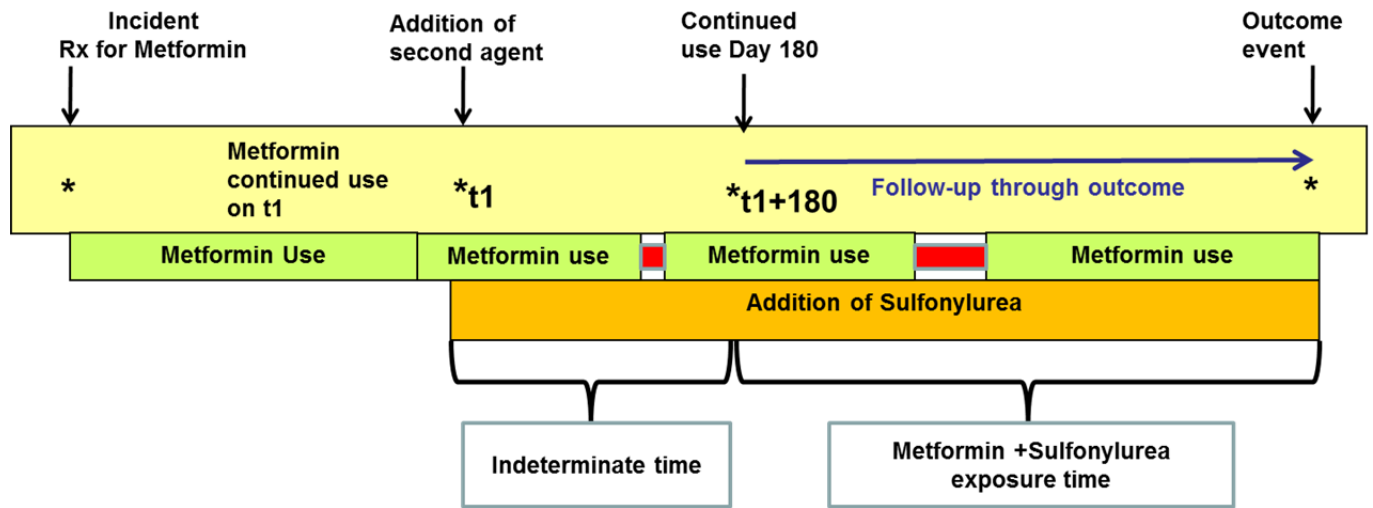 Incident
Rx for Metformin
Addition of
second agent
Continued
use Day 180
Outcome
event
Metformin
continued use
on t1
*
*t1
*t1+180
Follow-up through outcome
*
Metformin Use
Metformin use
Metformin use
Metformin use
Addition of Sulfonylurea
Indeterminate time
Metformin +Sulfonylurea
exposure time